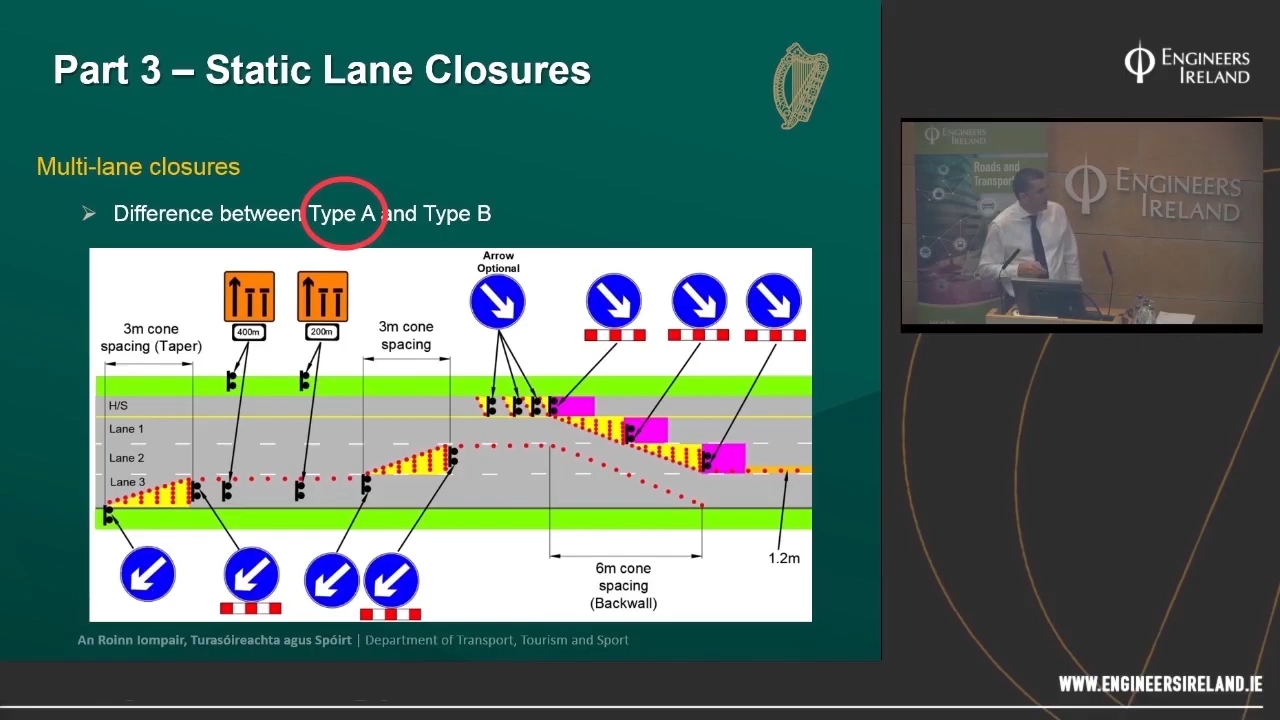 Part 3 – Static Lane Closures
Multi-lane closures
➢ Difference between Type A and Type B
Arrow
Optional
400m
200m
3m cone
spacing (Taper)
3m cone
spacing
H/S
Lane 1
Lane 2
Lane 3
1.2m
6m cone
spacing
(Backwall)
An Roinn Iompair, Turasóireachta agus Spóirt | Department of Transport, Tourism and Sport
ENGINEERS
IRELAND
ENGINEERS
IRELAND
Roads and
Transport
ENGINEERS
IRELAND
WWW.ENGINEERSIRELAND.IE